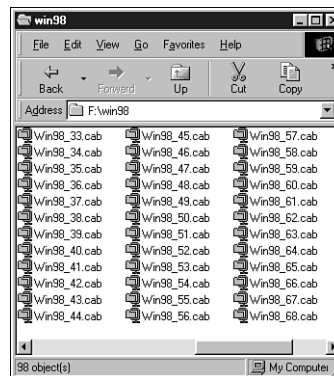 win98
File Edit View Go Favorites Help
Back Forward Up Cut Copy
Address F:\win98
Win98_33.cab Win98_45.cab Win98_57.cab
Win98_34.cab Win98_46.cab Win98_58.cab
Win98_35.cab Win98_47.cab Win98_59.cab
Win98_36.cab Win98_48.cab Win98_60.cab
Win98_37.cab Win98_49.cab Win98_61.cab
Win98_38.cab Win98_50.cab Win98_62.cab
Win98_39.cab Win98_51.cab Win98_63.cab
Win98_40.cab Win98_52.cab Win98_64.cab
Win98_41.cab Win98_53.cab Win98_65.cab
Win98_42.cab Win98_54.cab Win98_66.cab
Win98_43.cab Win98_55.cab Win98_67.cab
Win98_44.cab Win98_56.cab Win98_68.cab
98 object(s) My Computer